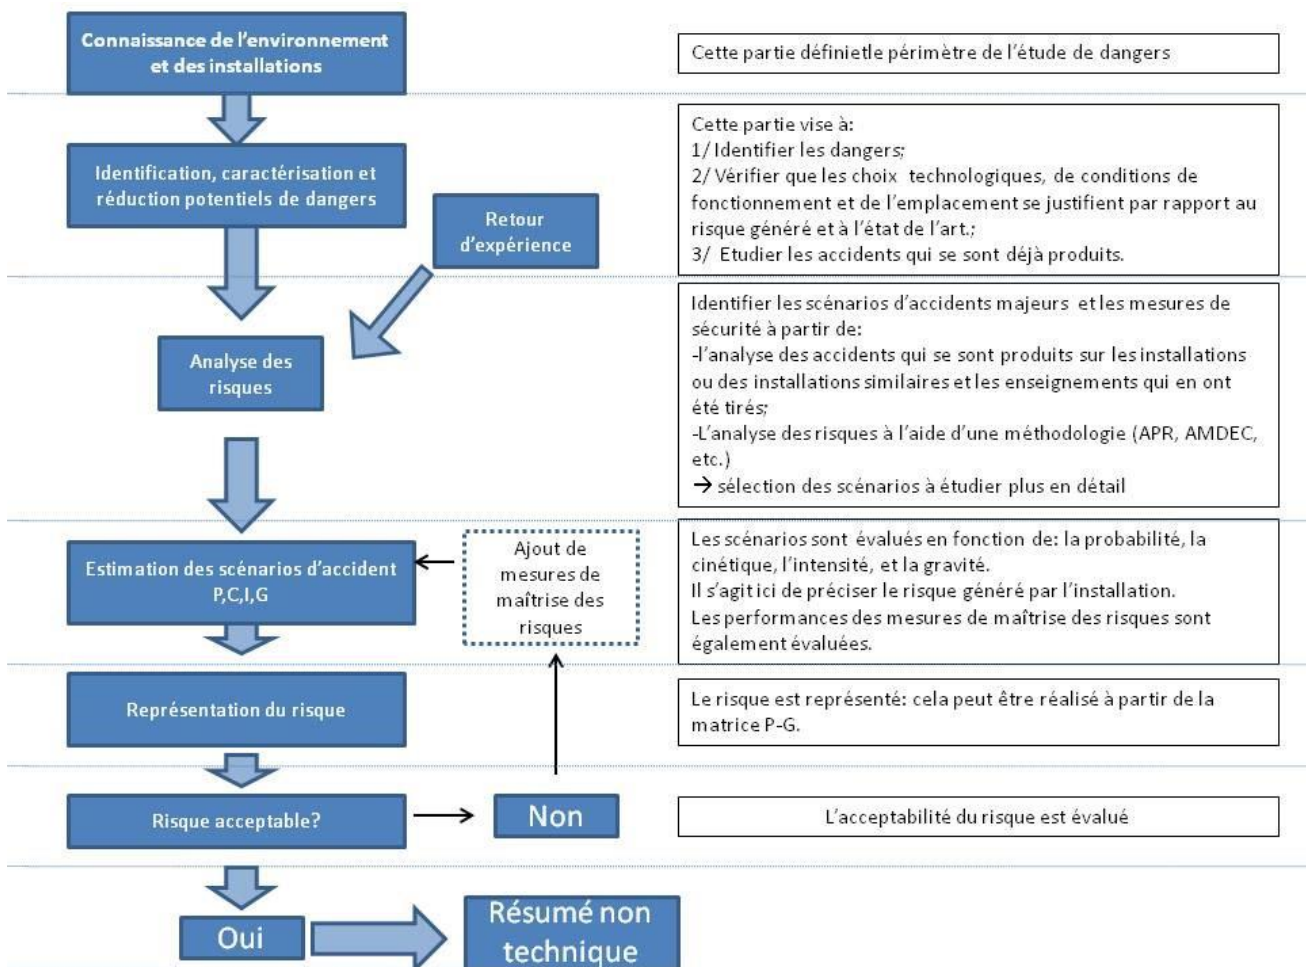 Connaissance de l'environnement
et des installations
Cette partie définietle périmètre de l'étude de dangers
Identification, caractérisation et
réduction potentiels de dangers
Retour
d'expérience
Cette partie vise à:
1/ Identifier les dangers;
2/ Vérifier que les choix technologiques, de conditions de
fonctionnement et de l'emplacement se justifient par rapport au
risque généré et à l'état de l'art.;
3/ Etudier les accidents qui se sont déjà produits.
Analyse des
risques
Identifier les scénarios d'accidents majeurs et les mesures de
sécurité à partir de:
-l'analyse des accidents qui se sont produits sur les installations
ou des installations similaires et les enseignements qui en ont
été tirés;
-L'analyse des risques à l'aide d'une méthodologie (APR, AMDEC,
etc.)
→ sélection des scénarios à étudier plus en détail
Estimation des scénarios d'accident
P,C,I,G
Ajout de
mesures de
maîtrise des
risques
Les scénarios sont évalués en fonction de: la probabilité, la
cinétique, l'intensité, et la gravité.
Il s'agit ici de préciser le risque généré par l'installation.
Les performances des mesures de maîtrise des risques sont
également évaluées.
Représentation du risque
Le risque est représenté: cela peut être réalisé à partir de la
matrice P-G.
Risque acceptable?
Non
L'acceptabilité du risque est évalué
Oui
Résumé non
technique